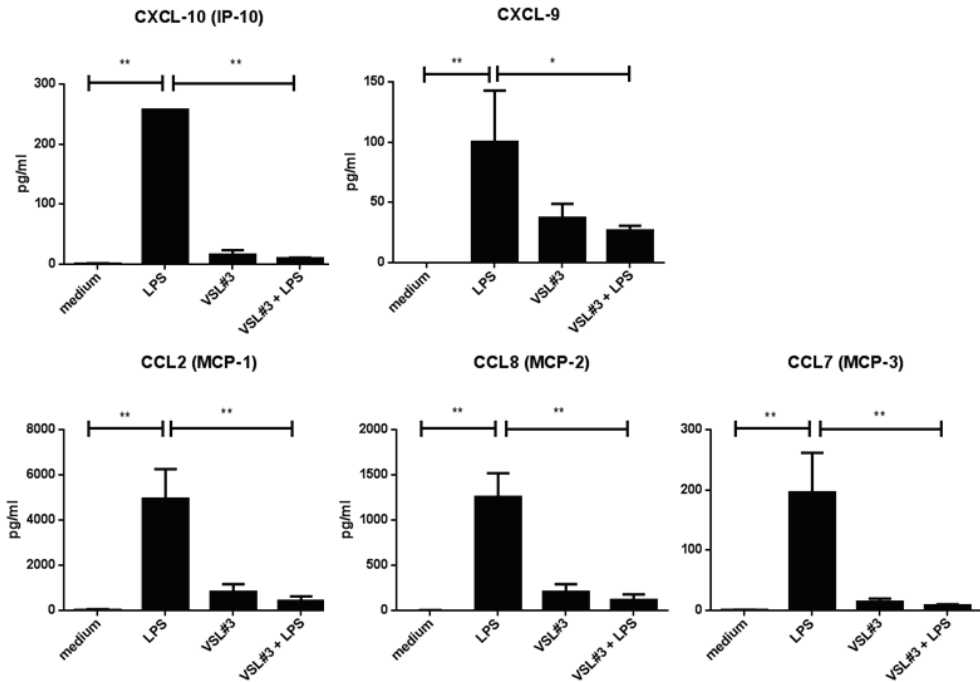 CXCL-10 (IP-10)
** **
300
200
100
0
pg/ml
medium
LPS
VSL#3
VSL#3 + LPS
CXCL-9
** *
150
100
50
0
pg/ml
medium
LPS
VSL#3
VSL#3 + LPS
CCL2 (MCP-1)
** **
8000
6000
4000
2000
0
pg/ml
medium
LPS
VSL#3
VSL#3 + LPS
CCL8 (MCP-2)
** **
2000
1500
1000
500
0
pg/ml
medium
LPS
VSL#3
VSL#3 + LPS
CCL7 (MCP-3)
** **
300
200
100
0
pg/ml
medium
LPS
VSL#3
VSL#3 + LPS